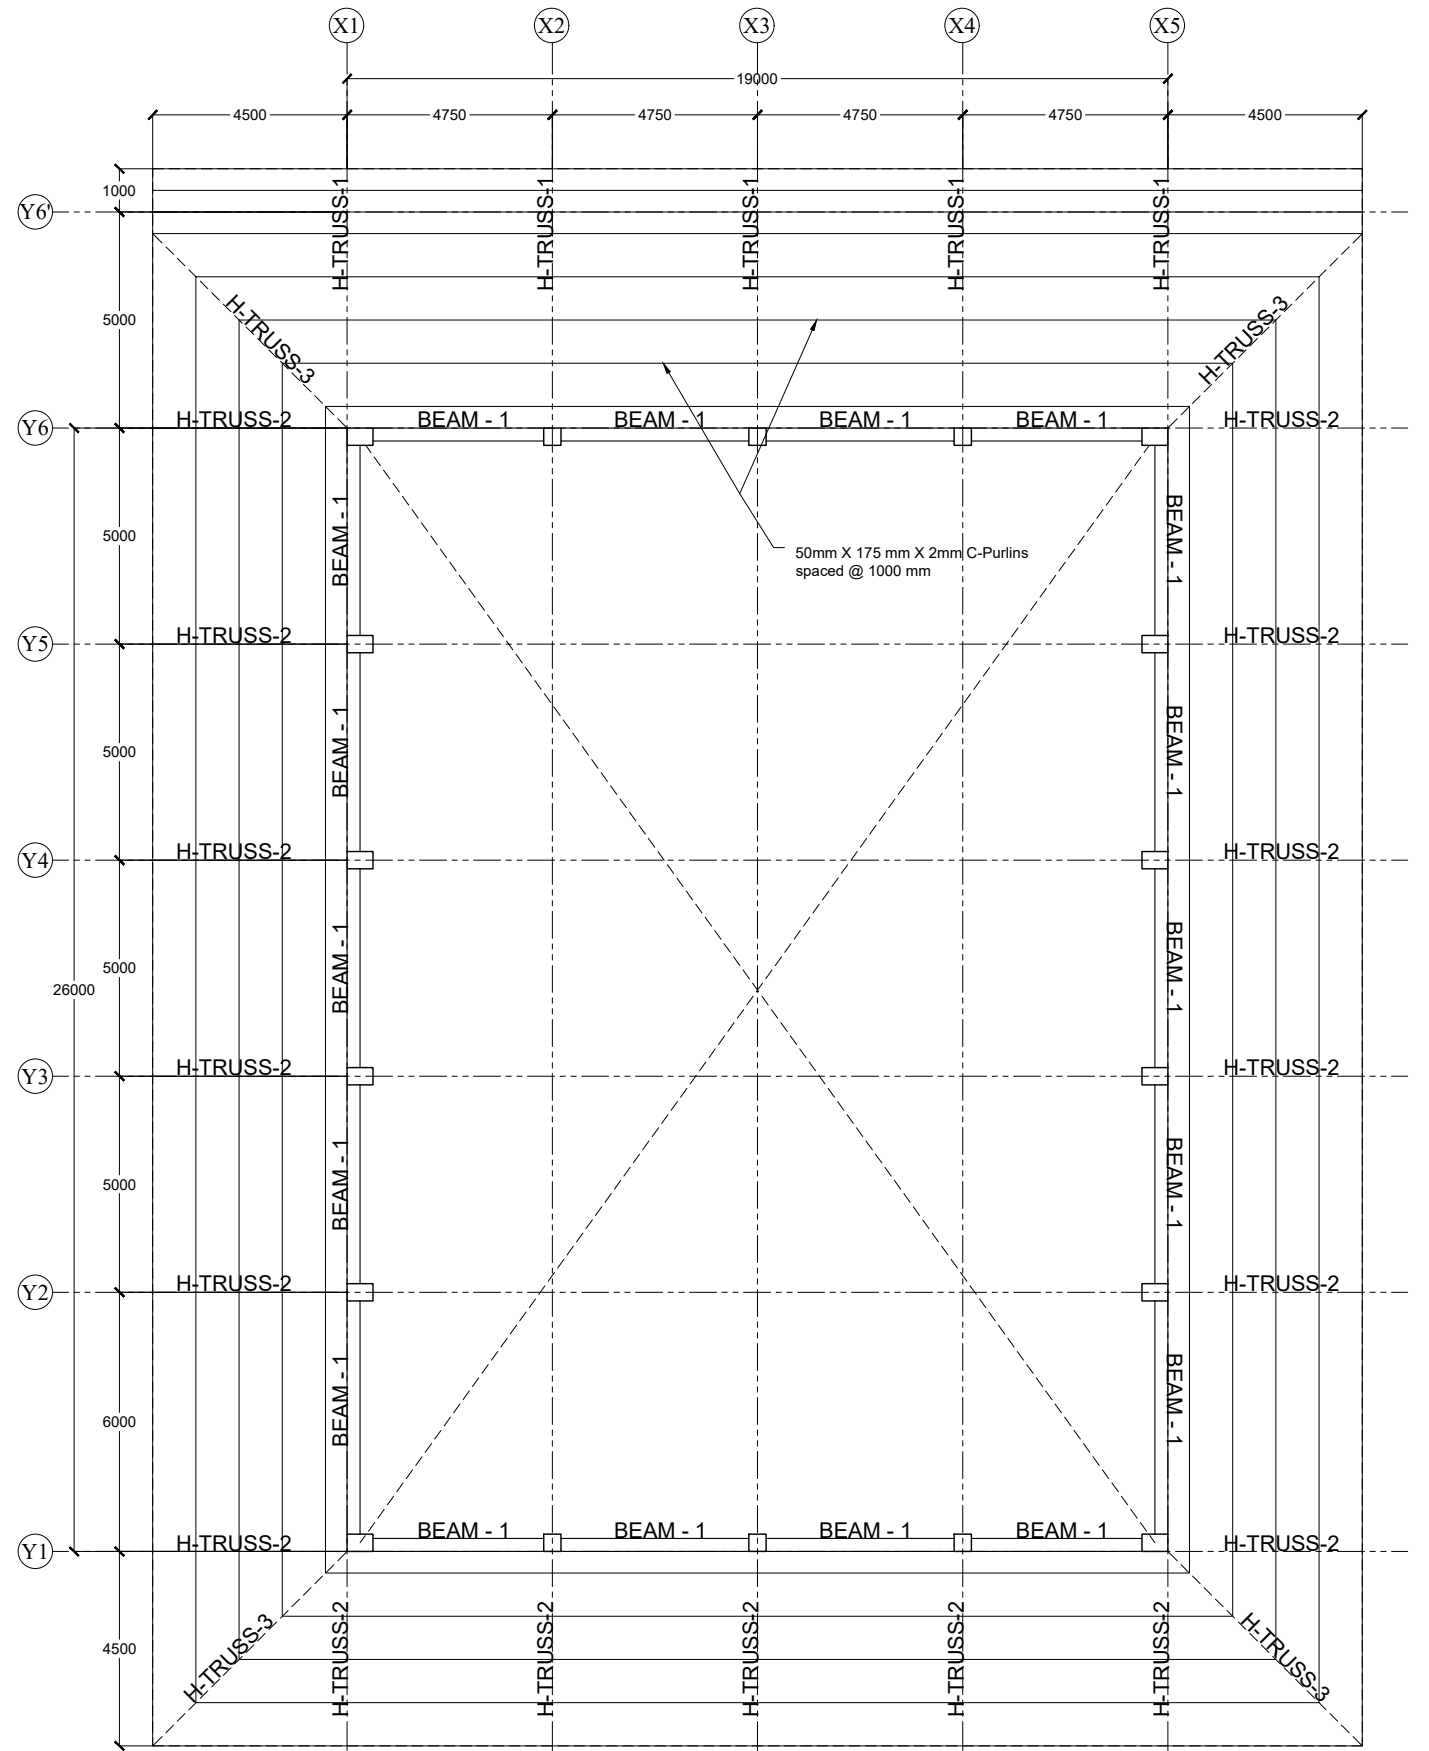 X1 X2 X3 X4 X5
19000
4500 4750 4750 4750 4750 4500
1000
Y6'
H-TRUSS-1 H-TRUSS-1 H-TRUSS-1 H-TRUSS-1 H-TRUSS-1
5000
H-TRUSS-3 H-TRUSS-3
Y6 H-TRUSS-2 BEAM - 1 BEAM - 1 BEAM - 1 BEAM - 1 H-TRUSS-2
5000 BEAM - 1 BEAM - 1
50mm X 175 mm X 2mm C-Purlins
spaced @ 1000 mm
Y5 H-TRUSS-2 H-TRUSS-2
5000 BEAM - 1 BEAM - 1
Y4 H-TRUSS-2 H-TRUSS-2
5000 BEAM - 1 BEAM - 1
26000
Y3 H-TRUSS-2 H-TRUSS-2
5000 BEAM - 1 BEAM - 1
Y2 H-TRUSS-2 H-TRUSS-2
6000 BEAM - 1 BEAM - 1
Y1 H-TRUSS-2 BEAM - 1 BEAM - 1 BEAM - 1 BEAM - 1 H-TRUSS-2
4500 H-TRUSS-3 H-TRUSS-2 H-TRUSS-2 H-TRUSS-2 H-TRUSS-2 H-TRUSS-2 H-TRUSS-3